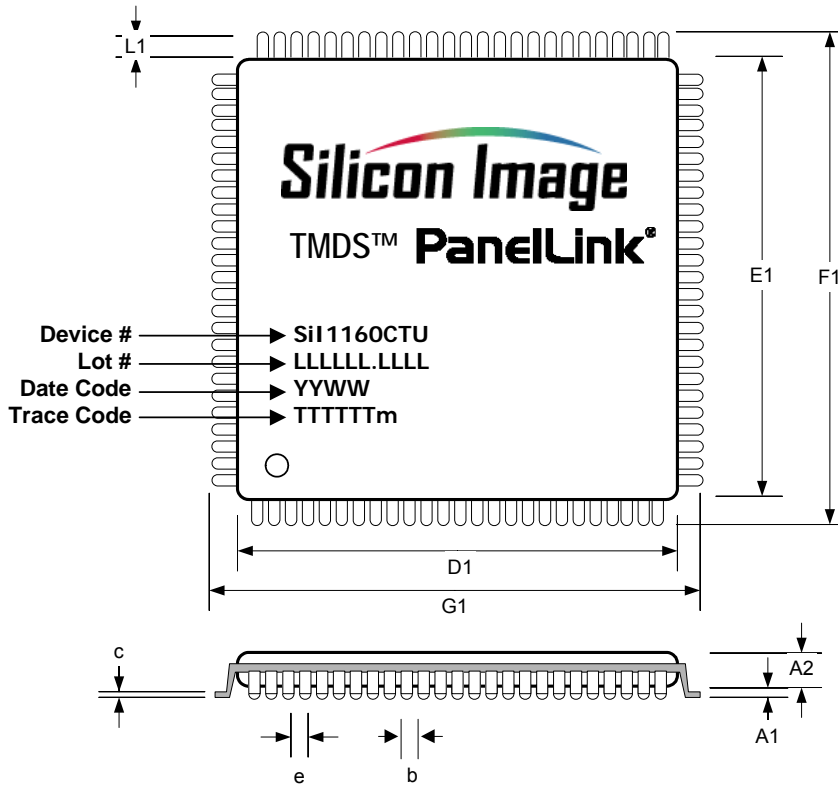 L1
Silicon Image
TMDS™ PanelLink®
E1
F1
Device # SiI1160CTU
Lot # LLLLLL.LLLL
Date Code YYWW
Trace Code TTTTTTm
D1
G1
c
A2
A1
e
b